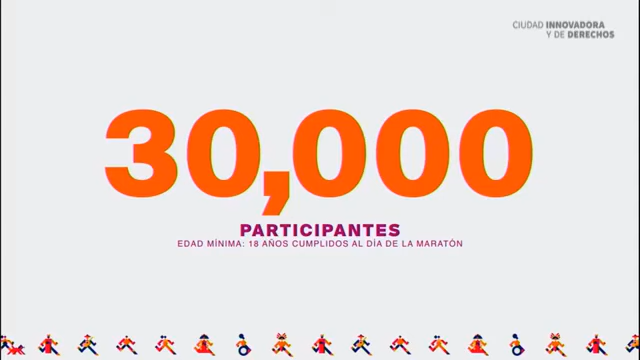 CIUDAD INNOVADORA
Y DE DERECHOS
30,000
PARTICIPANTES
EDAD MÍNIMA: 18 AÑOS CUMPLIDOS AL DÍA DE LA MARATÓN